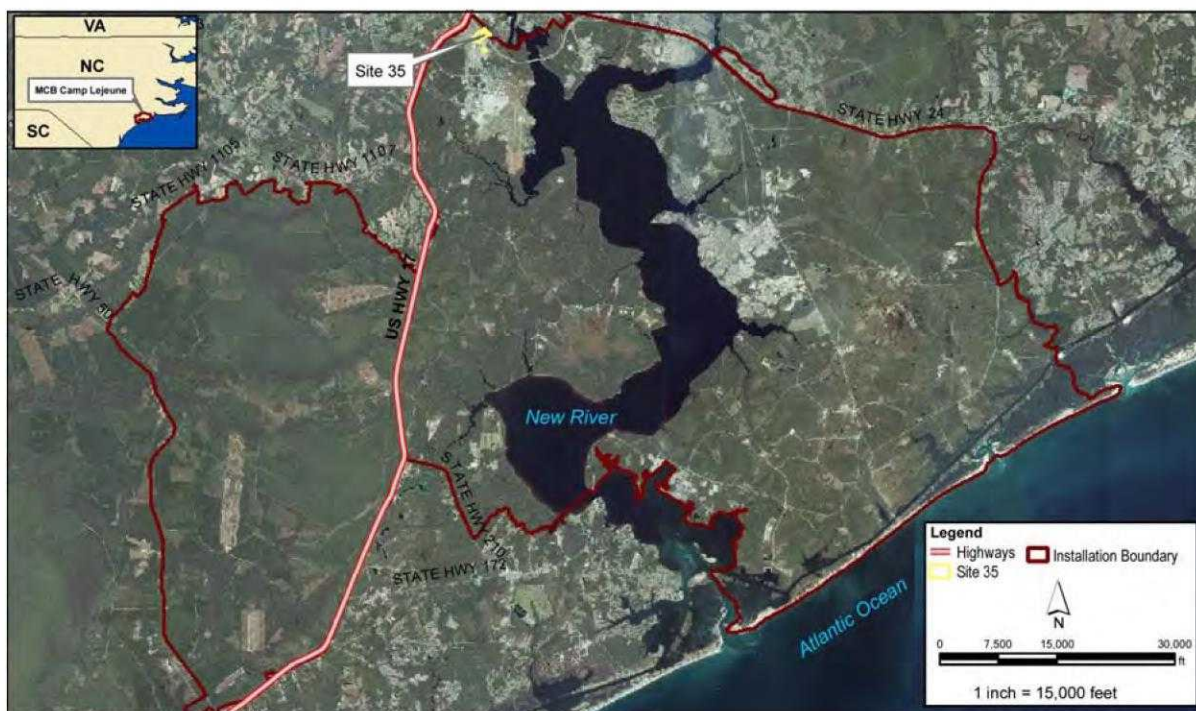 VA
NC
MCB Camp Lejeune
SC
Site 35
STATE HWY 24
STATE HWY 1105
STATE HWY 1107
STATE HWY 50
US HWY 17
New River
STATE HWY 210
STATE HWY 172
Atlantic Ocean
Legend
Highways
Installation Boundary
Site 35
N
0 7,500 15,000 30,000
ft
1 inch = 15,000 feet